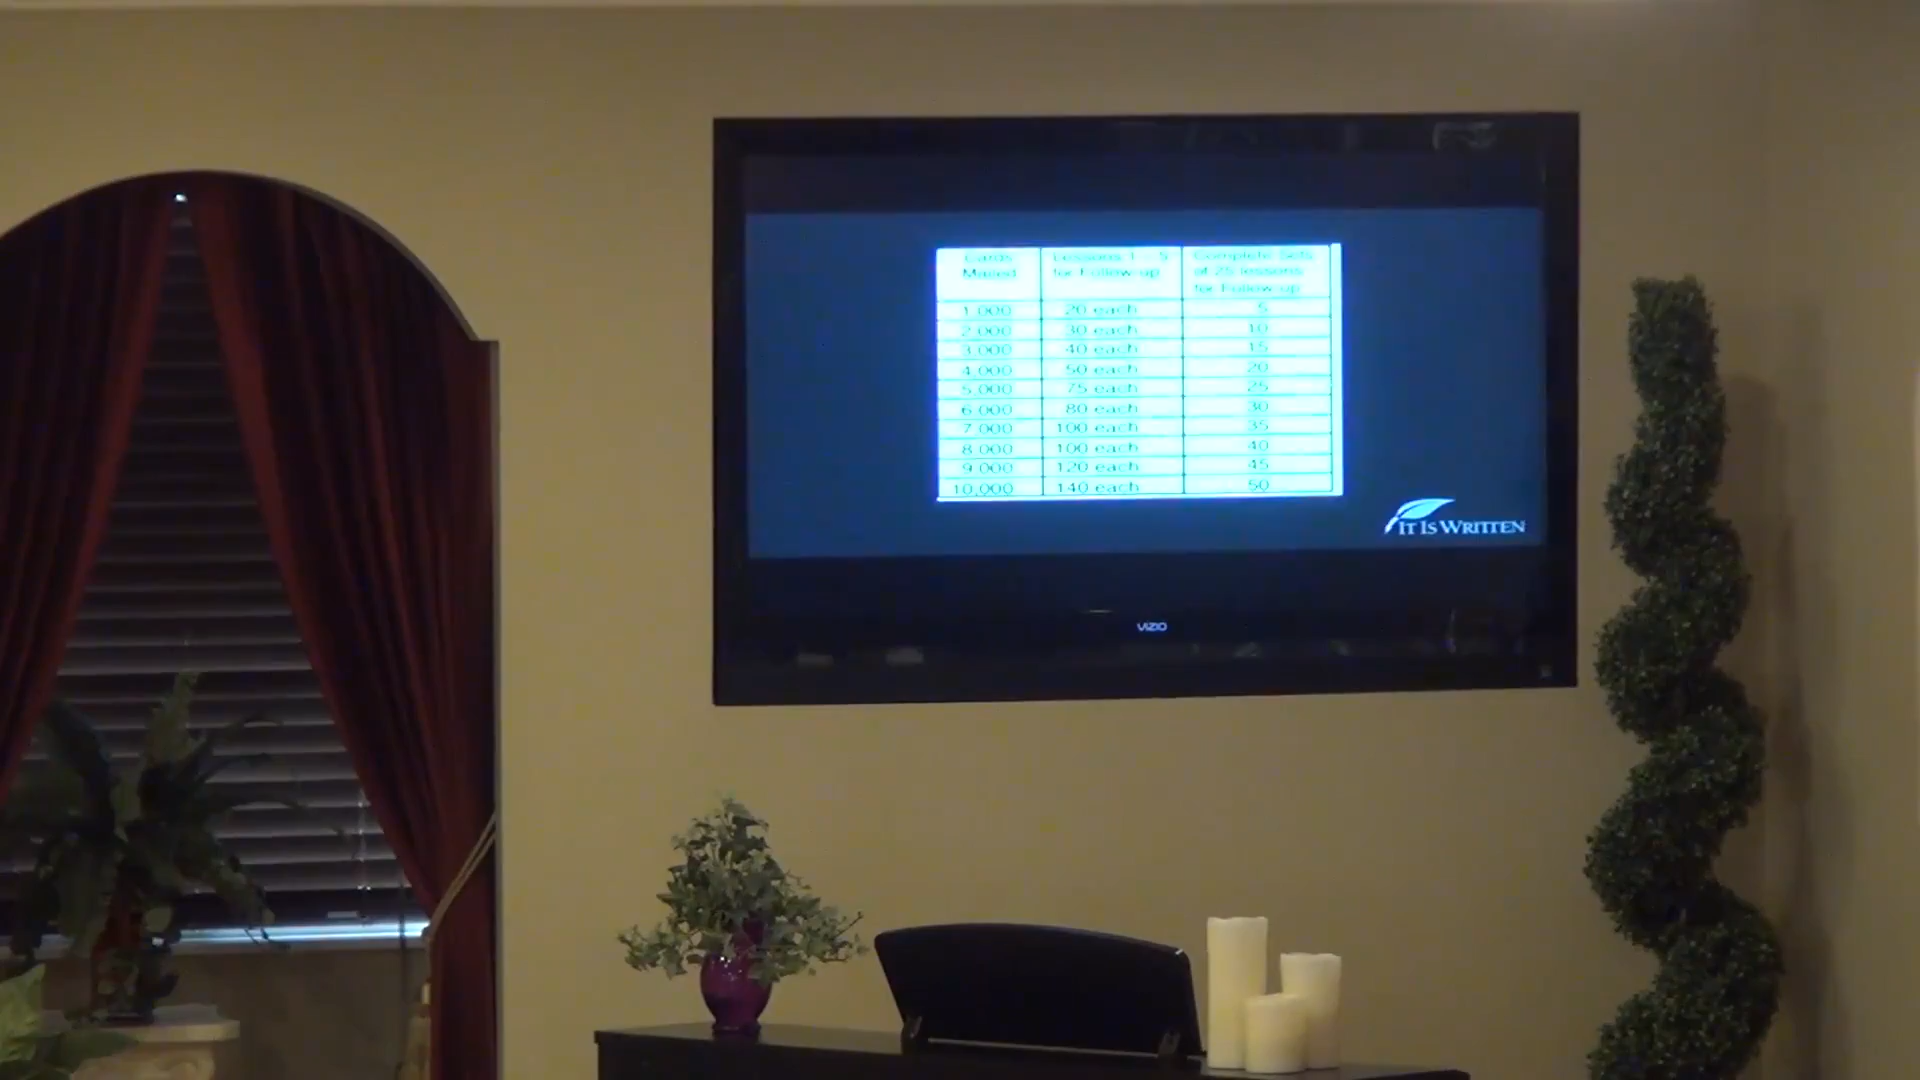 Cards Lessons 1 - 5 Complete Sets
Mailed for Follow-up of 25 lessons
for Follow-up
1,000 20 each 5
2,000 30 each 10
3,000 40 each 15
4,000 50 each 20
5,000 75 each 25
6,000 80 each 30
7,000 100 each 35
8,000 100 each 40
9,000 120 each 45
10,000 140 each 50
IT IS WRITTEN
VIZIO